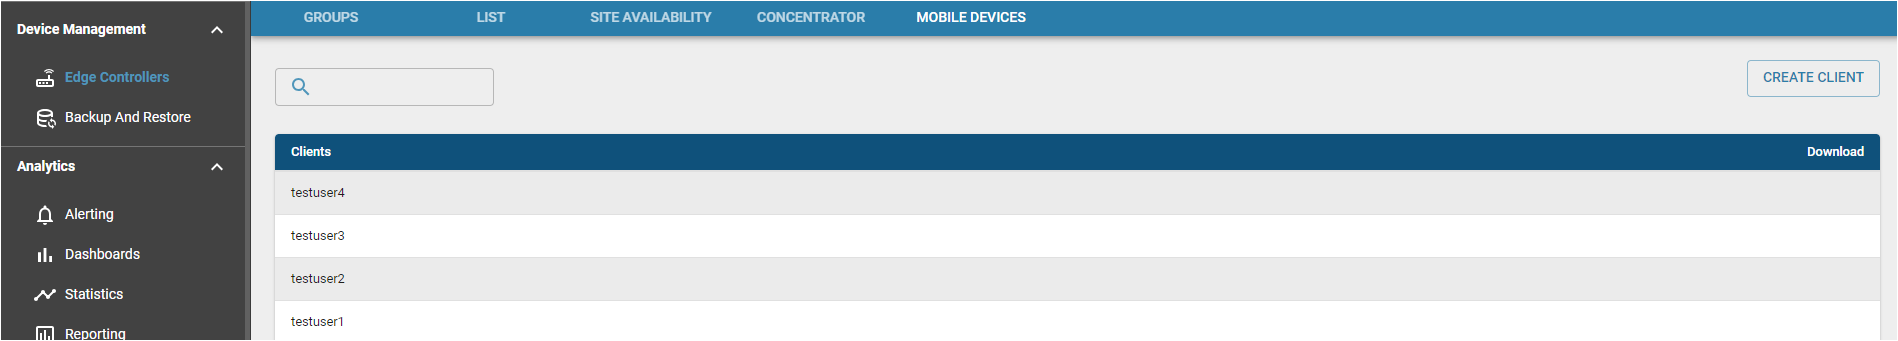 Device Management
Edge Controllers
Backup And Restore
Analytics
Alerting
Dashboards
Statistics
Reporting
GROUPS LIST SITE AVAILABILITY CONCENTRATOR MOBILE DEVICES
CREATE CLIENT
Clients Download
testuser4
testuser3
testuser2
testuser1